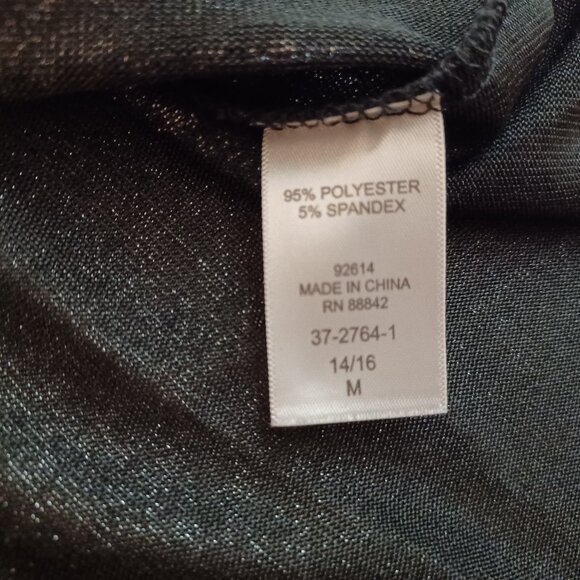 95% POLYESTER
5% SPANDEX
92614
MADE IN CHINA
RN 88842
37-2764-1
14/16
M